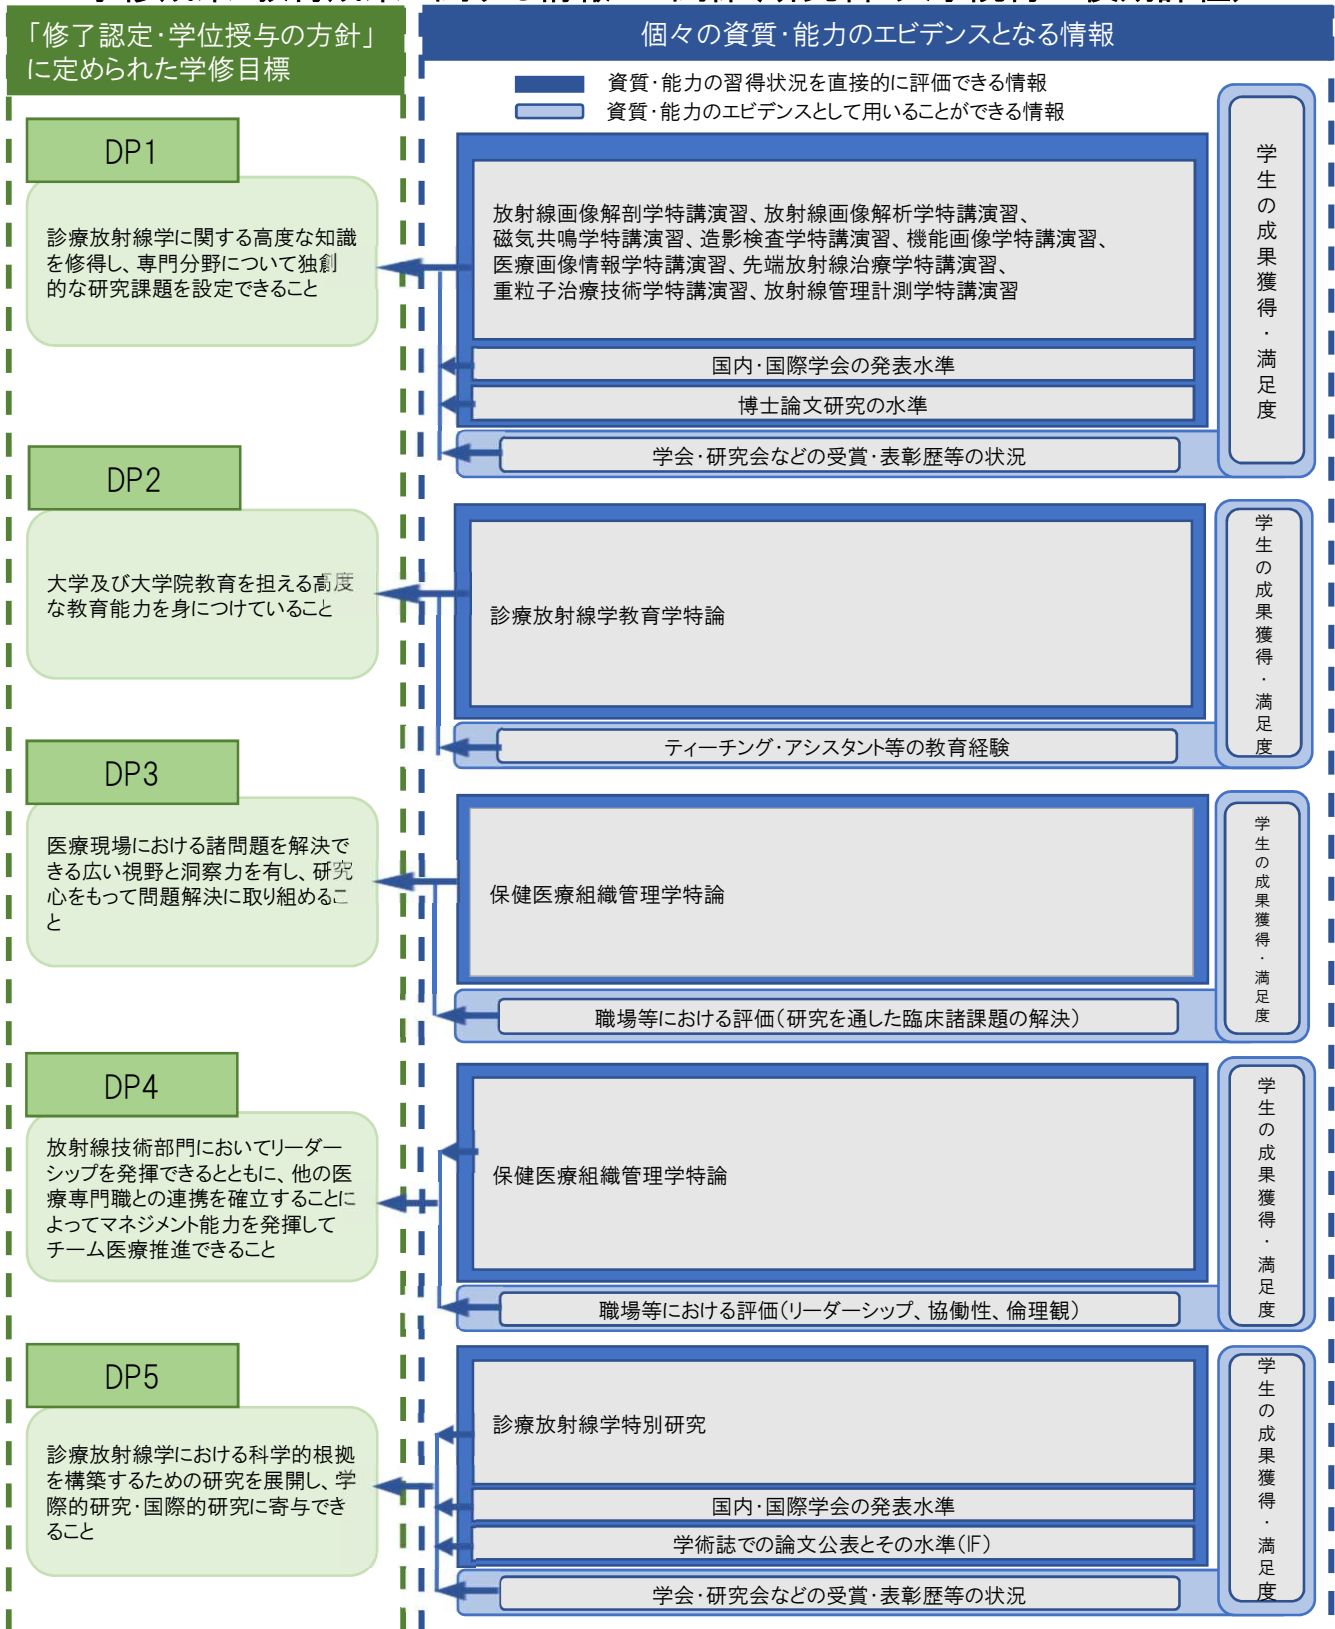 「修了認定・学位授与の方針」
に定められた学修目標
個々の資質・能力のエビデンスとなる情報
資質・能力の習得状況を直接的に評価できる情報
資質・能力のエビデンスとして用いることができる情報
DP1
診療放射線学に関する高度な知識
を修得し、専門分野について独創
的な研究課題を設定できること
放射線画像解剖学特講演習、放射線画像解析学特講演習、
磁気共鳴学特講演習、造影検査学特講演習、機能画像学特講演習、
医療画像情報学特講演習、先端放射線治療学特講演習、
重粒子治療技術学特講演習、放射線管理計測学特講演習
国内・国際学会の発表水準
博士論文研究の水準
学会・研究会などの受賞・表彰歴等の状況
学生の成果獲得・満足度
DP2
大学及び大学院教育を担える高度
な教育能力を身につけていること
診療放射線学教育学特論
ティーチング・アシスタント等の教育経験
学生の成果獲得・満足度
DP3
医療現場における諸問題を解決で
きる広い視野と洞察力を有し、研究
心をもって問題解決に取り組めるこ
と
保健医療組織管理学特論
職場等における評価（研究を通した臨床諸課題の解決）
学生の成果獲得・満足度
DP4
放射線技術部門においてリーダー
シップを発揮できるとともに、他の医
療専門職との連携を確立することに
よってマネジメント能力を発揮して
チーム医療推進できること
保健医療組織管理学特論
職場等における評価（リーダーシップ、協働性、倫理観）
学生の成果獲得・満足度
DP5
診療放射線学における科学的根拠
を構築するための研究を展開し、学
際的研究・国際的研究に寄与でき
ること
診療放射線学特別研究
国内・国際学会の発表水準
学術誌での論文公表とその水準（IF）
学会・研究会などの受賞・表彰歴等の状況
学生の成果獲得・満足度